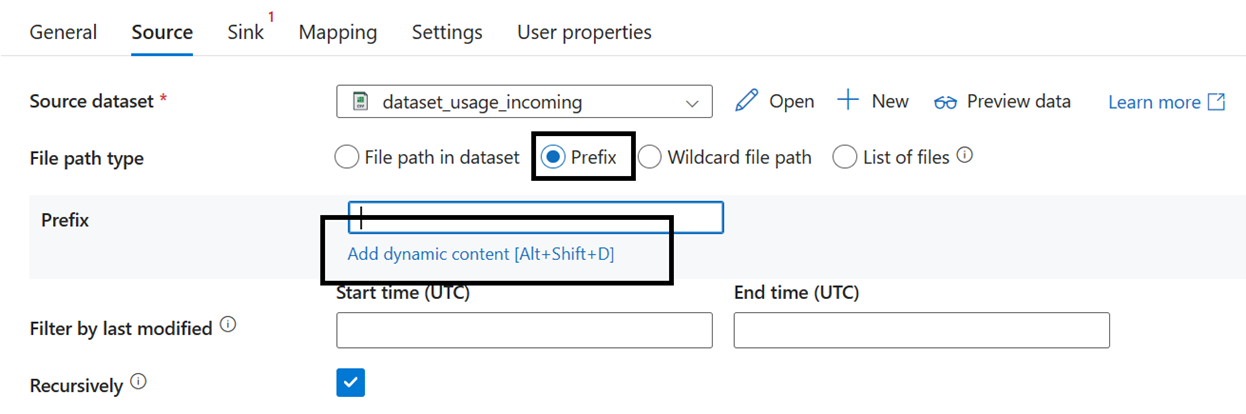 General Source Sink 1 Mapping Settings User properties
Source dataset * dataset_usage_incoming Open New Preview data Learn more
File path type File path in dataset Prefix Wildcard file path List of files
Prefix
Add dynamic content [Alt+Shift+D]
Start time (UTC) End time (UTC)
Filter by last modified
Recursively